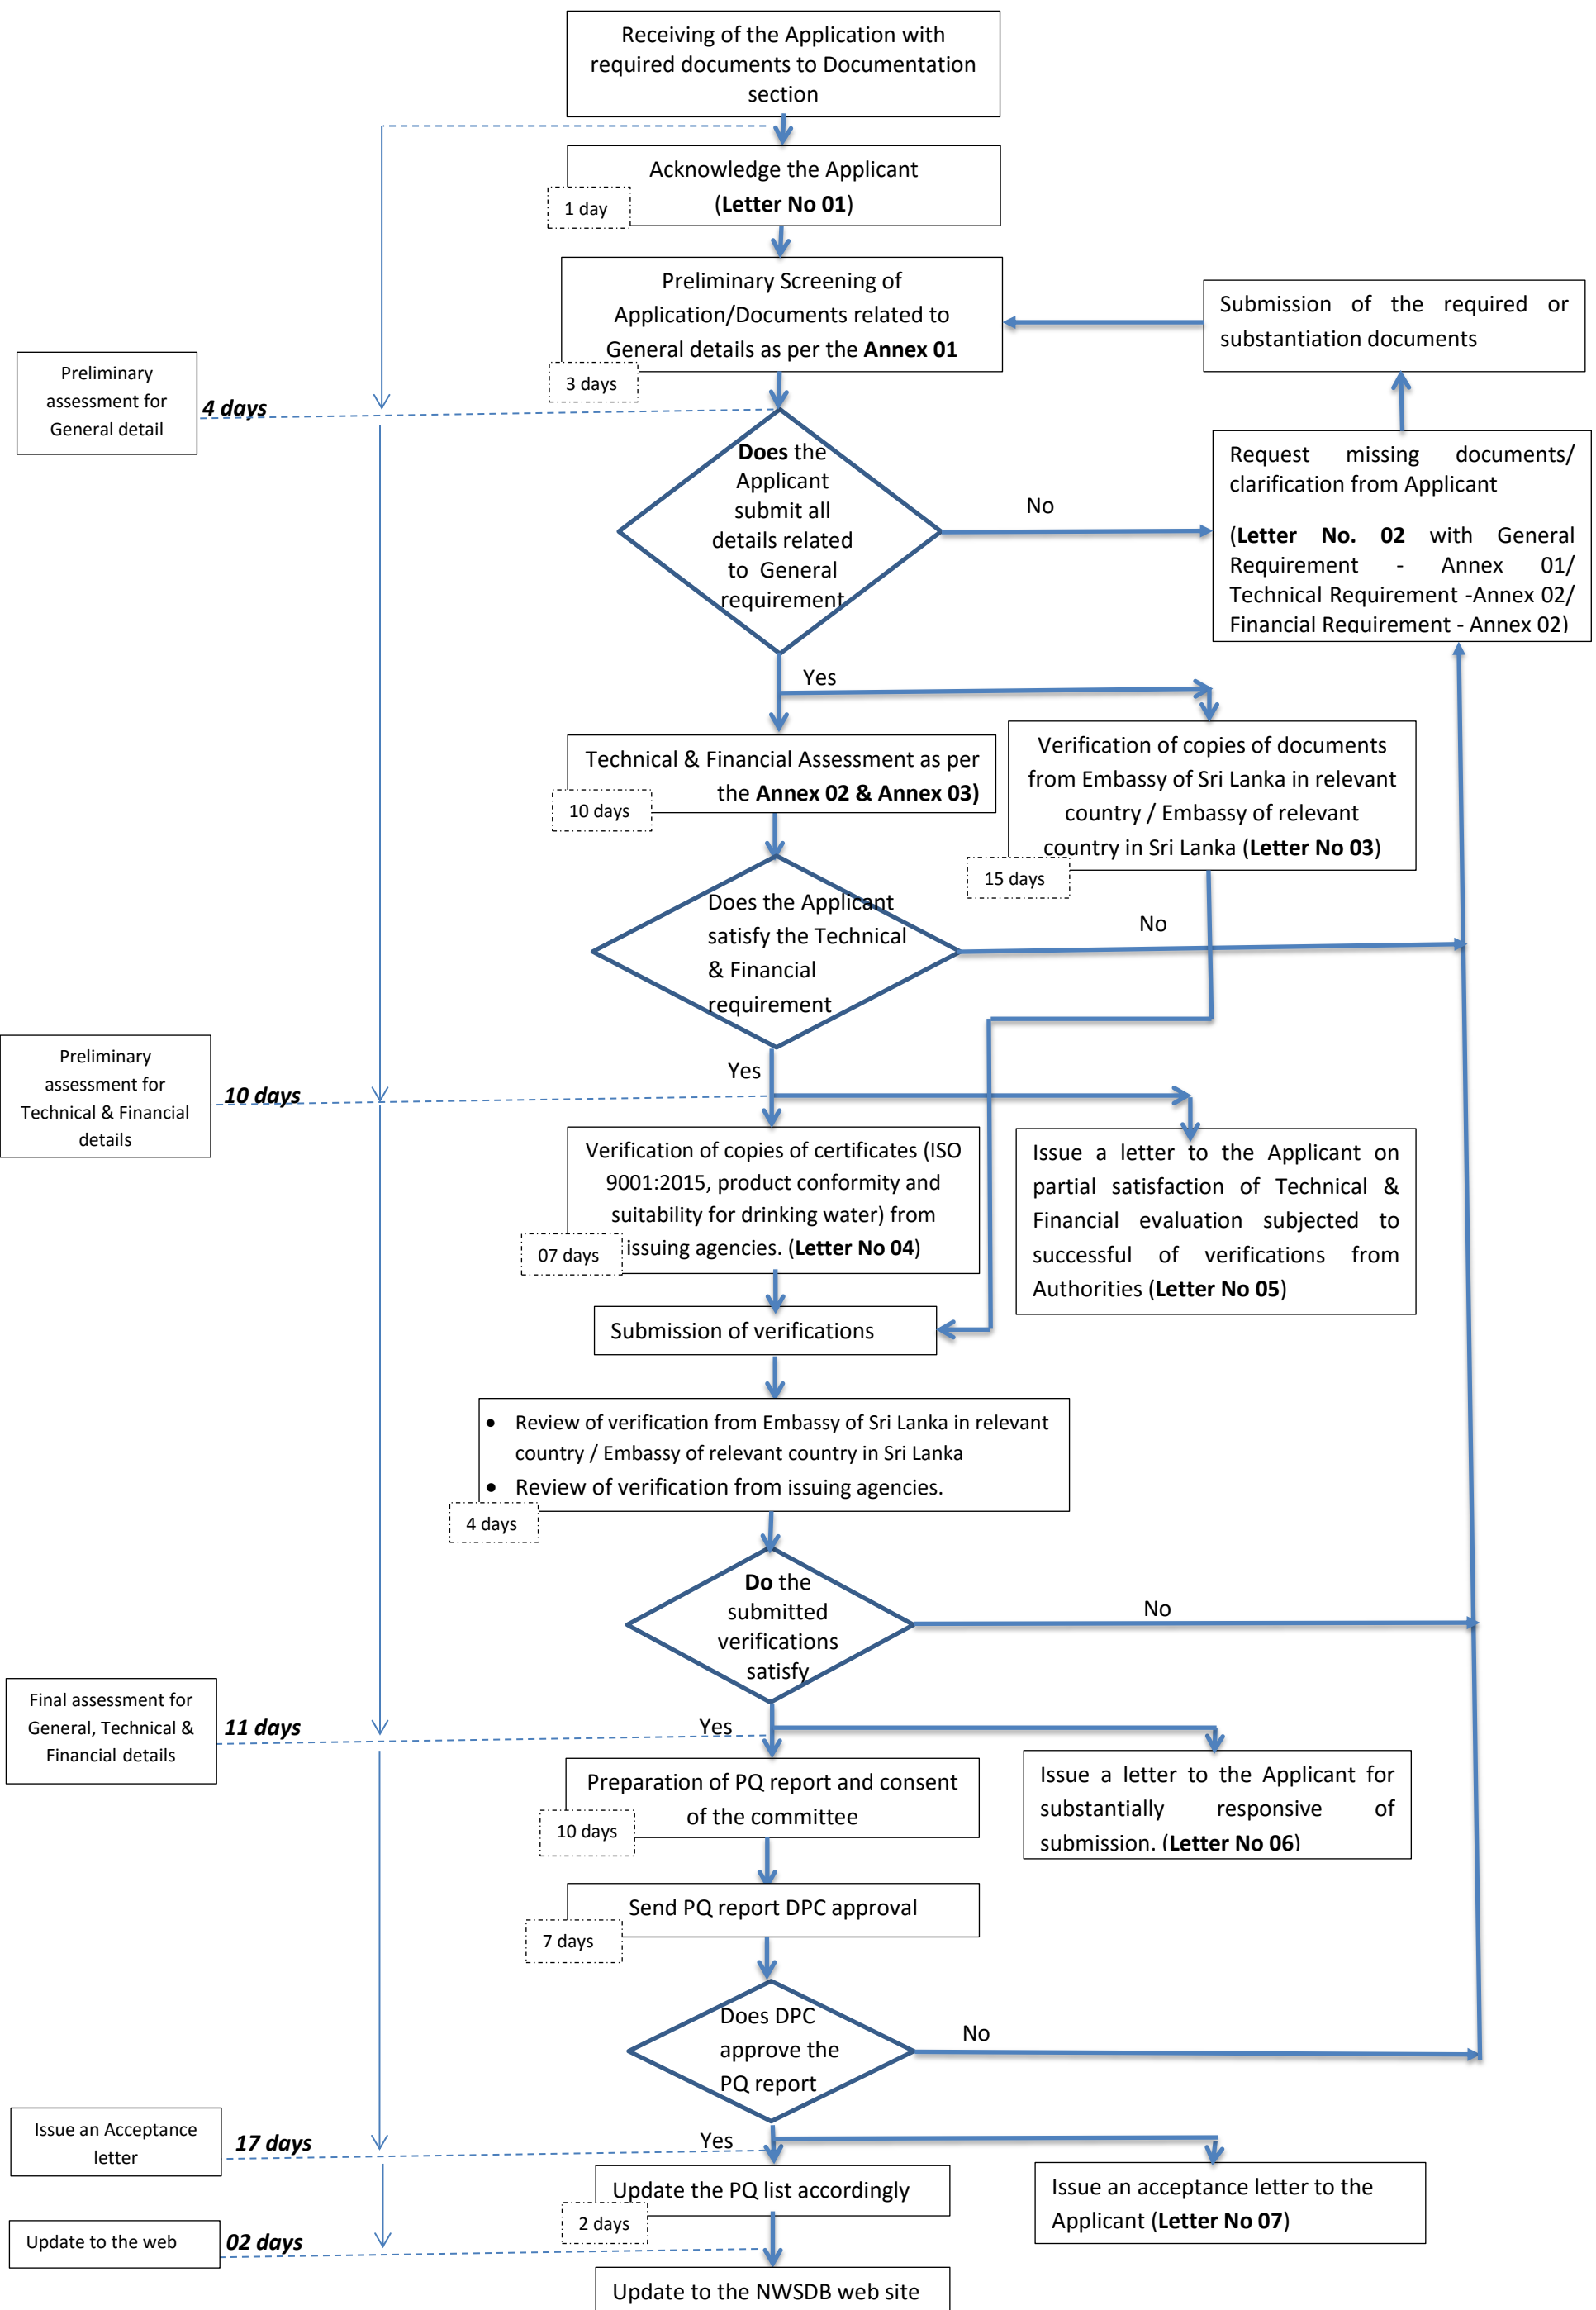 Receiving of the Application with
required documents to Documentation
section
Acknowledge the Applicant
(Letter No 01)
1 day
Preliminary Screening of
Application/Documents related to
General details as per the Annex 01
3 days
Submission of the required or
substantiation documents
Preliminary
assessment for
General detail
4 days
Does the
Applicant
submit all
details related
to General
requirement
No
Request missing documents/
clarification from Applicant
(Letter No. 02 with General
Requirement - Annex 01/
Technical Requirement -Annex 02/
Financial Requirement - Annex 02)
Yes
Technical & Financial Assessment as per
the Annex 02 & Annex 03)
10 days
Verification of copies of documents
from Embassy of Sri Lanka in relevant
country / Embassy of relevant
country in Sri Lanka (Letter No 03)
15 days
Does the Applicant
satisfy the Technical
& Financial
requirement
No
Yes
Preliminary
assessment for
Technical & Financial
details
10 days
Verification of copies of certificates (ISO
9001:2015, product conformity and
suitability for drinking water) from
issuing agencies. (Letter No 04)
07 days
Issue a letter to the Applicant on
partial satisfaction of Technical &
Financial evaluation subjected to
successful of verifications from
Authorities (Letter No 05)
Submission of verifications
• Review of verification from Embassy of Sri Lanka in relevant
country / Embassy of relevant country in Sri Lanka
• Review of verification from issuing agencies.
4 days
Do the
submitted
verifications
satisfy
No
Yes
Final assessment for
General, Technical &
Financial details
11 days
Preparation of PQ report and consent
of the committee
10 days
Issue a letter to the Applicant for
substantially responsive of
submission. (Letter No 06)
Send PQ report DPC approval
7 days
Does DPC
approve the
PQ report
No
Yes
Issue an Acceptance
letter
17 days
Update the PQ list accordingly
2 days
Issue an acceptance letter to the
Applicant (Letter No 07)
Update to the web
02 days
Update to the NWSDB web site